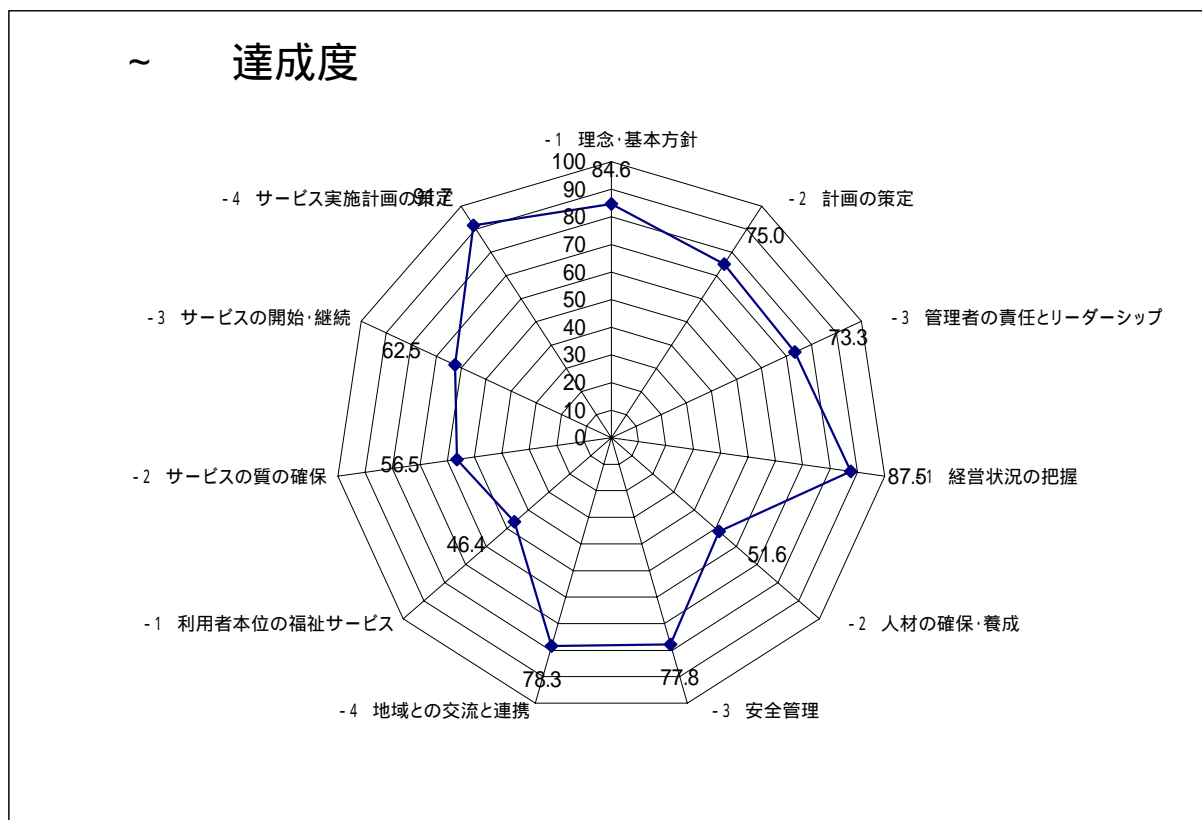 ~ 達成度
-1 理念・基本方針
84.6
-2 計画の策定
75.0
-3 管理者の責任とリーダーシップ
73.3
-1 経営状況の把握
87.5
-2 人材の確保・養成
51.6
-3 安全管理
77.8
-4 地域との交流と連携
78.3
-1 利用者本位の福祉サービス
46.4
-2 サービスの質の確保
56.5
-3 サービスの開始・継続
62.5
-4 サービス実施計画の策定
91.7
100
90
80
70
60
50
40
30
20
10
0